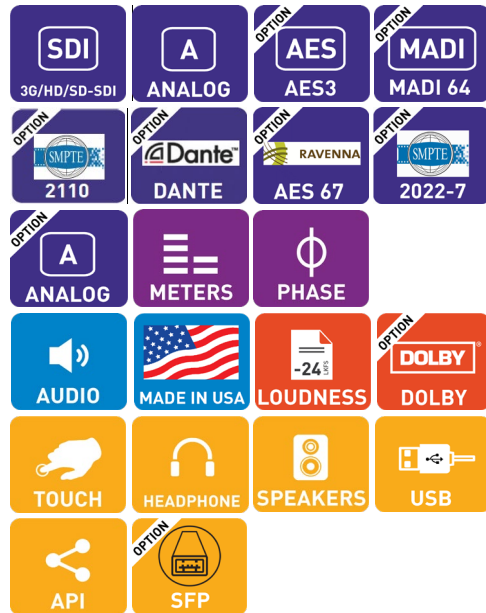 SDI
3G/HD/SD-SDI
A
ANALOG
OPTION
AES
AES3
OPTION
MADI
MADI 64
OPTION
SMPTE
2110
OPTION
Dante™
DANTE
OPTION
RAVENNA
AES 67
OPTION
SMPTE
2022-7
OPTION
A
ANALOG
METERS
PHASE
AUDIO
MADE IN USA
-24
LKFS
LOUDNESS
OPTION
DOLBY®
DOLBY
TOUCH
HEADPHONE
SPEAKERS
USB
API
OPTION
SFP